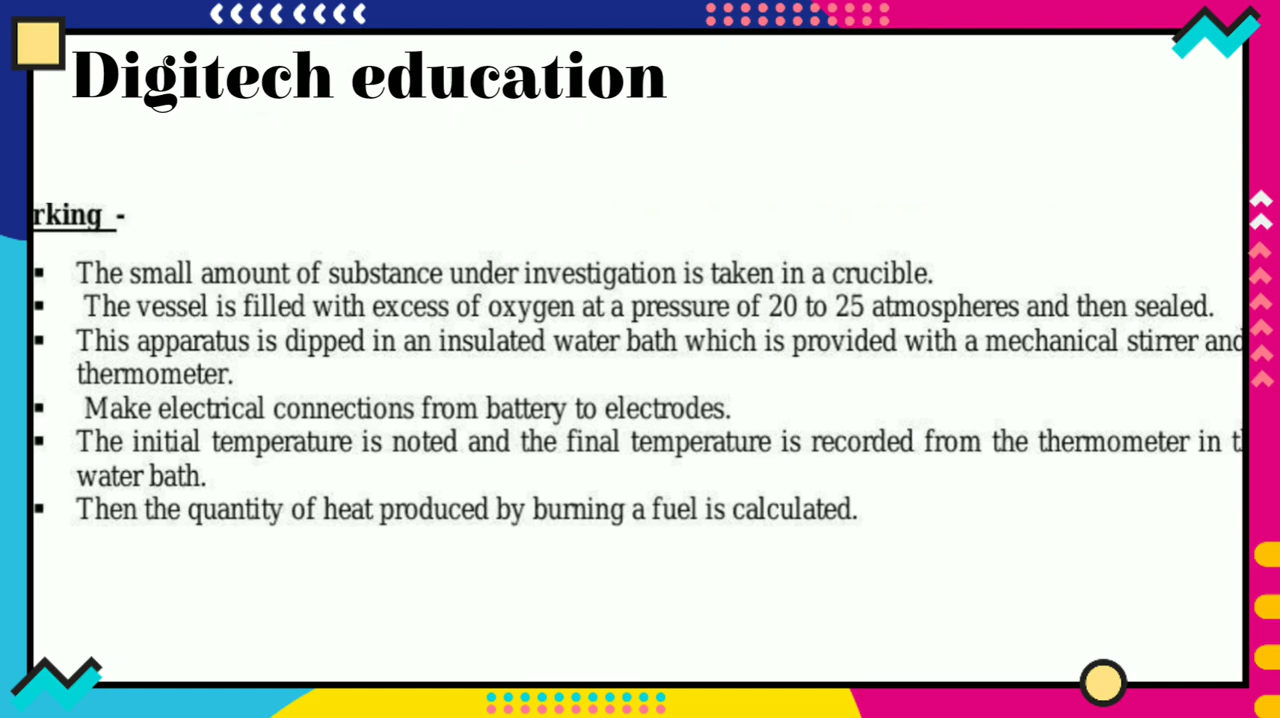 Digitech education
rking -
▪ The small amount of substance under investigation is taken in a crucible.
▪ The vessel is filled with excess of oxygen at a pressure of 20 to 25 atmospheres and then sealed.
▪ This apparatus is dipped in an insulated water bath which is provided with a mechanical stirrer and
thermometer.
▪ Make electrical connections from battery to electrodes.
▪ The initial temperature is noted and the final temperature is recorded from the thermometer in
water bath.
▪ Then the quantity of heat produced by burning a fuel is calculated.